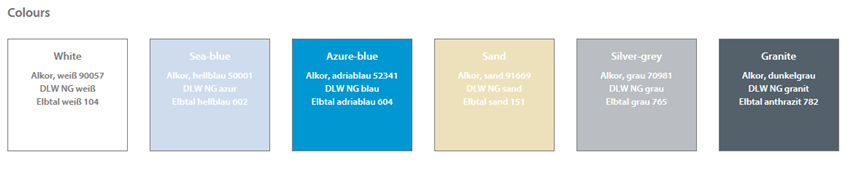 Colours
White
Alkor, weiß 90057
DLW NG weiß
Elbtal weiß 104
Sea-blue
Alkor, hellblau 50001
DLW NG azur
Elbtal hellblau 602
Azure-blue
Alkor, adriablau 52341
DLW NG blau
Elbtal adriablau 604
Sand
Alkor, sand 91669
DLW NG sand
Elbtal sand 151
Silver-grey
Alkor, grau 70981
DLW NG grau
Elbtal grau 765
Granite
Alkor, dunkelgrau
DLW NG granit
Elbtal anthrazit 782